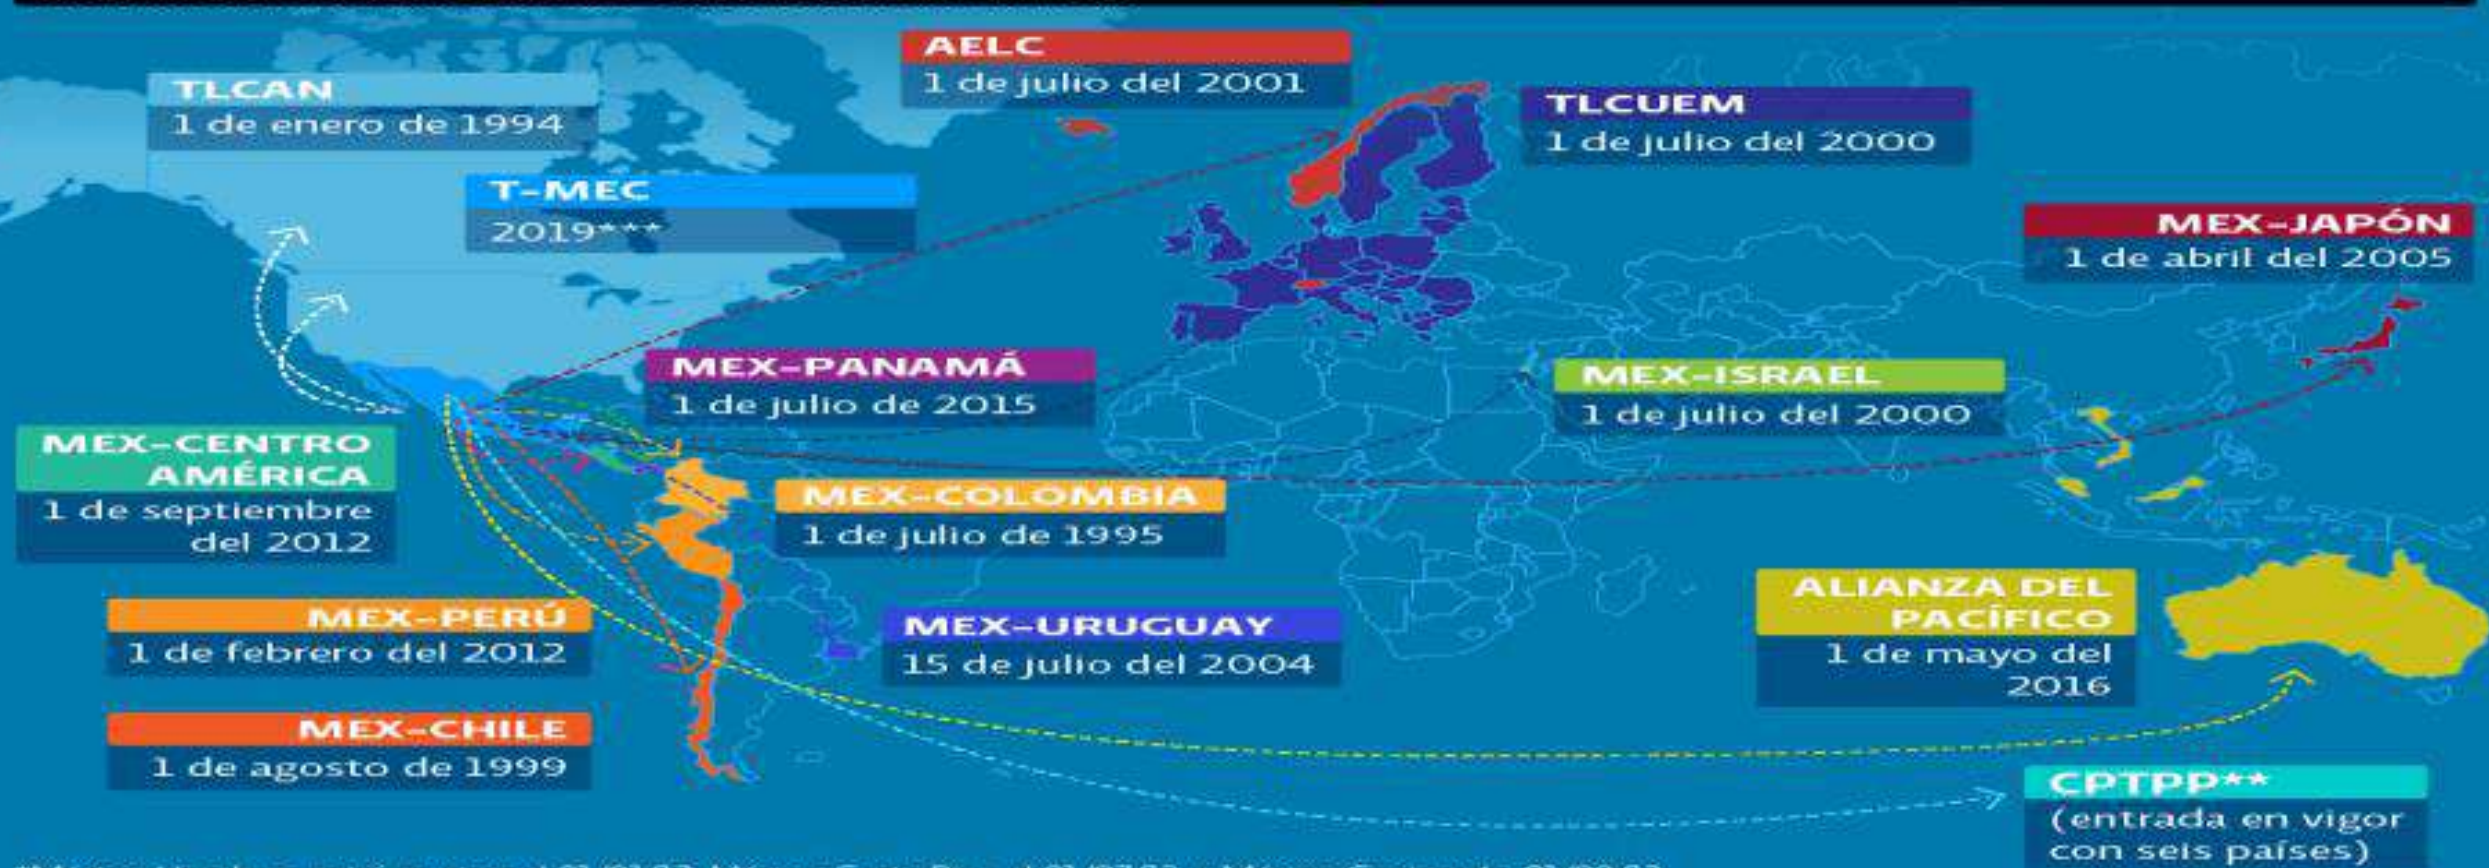 TLCAN
1 de enero de 1994
AELC
1 de julio del 2001
TLCUEM
1 de julio del 2000
T-MEC
2019***
MEX-JAPÓN
1 de abril del 2005
MEX-PANAMÁ
1 de julio de 2015
MEX-ISRAEL
1 de julio del 2000
MEX-CENTRO
AMÉRICA
1 de septiembre
del 2012
MEX-COLOMBIA
1 de julio de 1995
MEX-PERÚ
1 de febrero del 2012
MEX-URUGUAY
15 de julio del 2004
ALIANZA DEL
PACÍFICO
1 de mayo del
2016
MEX-CHILE
1 de agosto de 1999
CPTPP**
(entrada en vigor
con seis países)